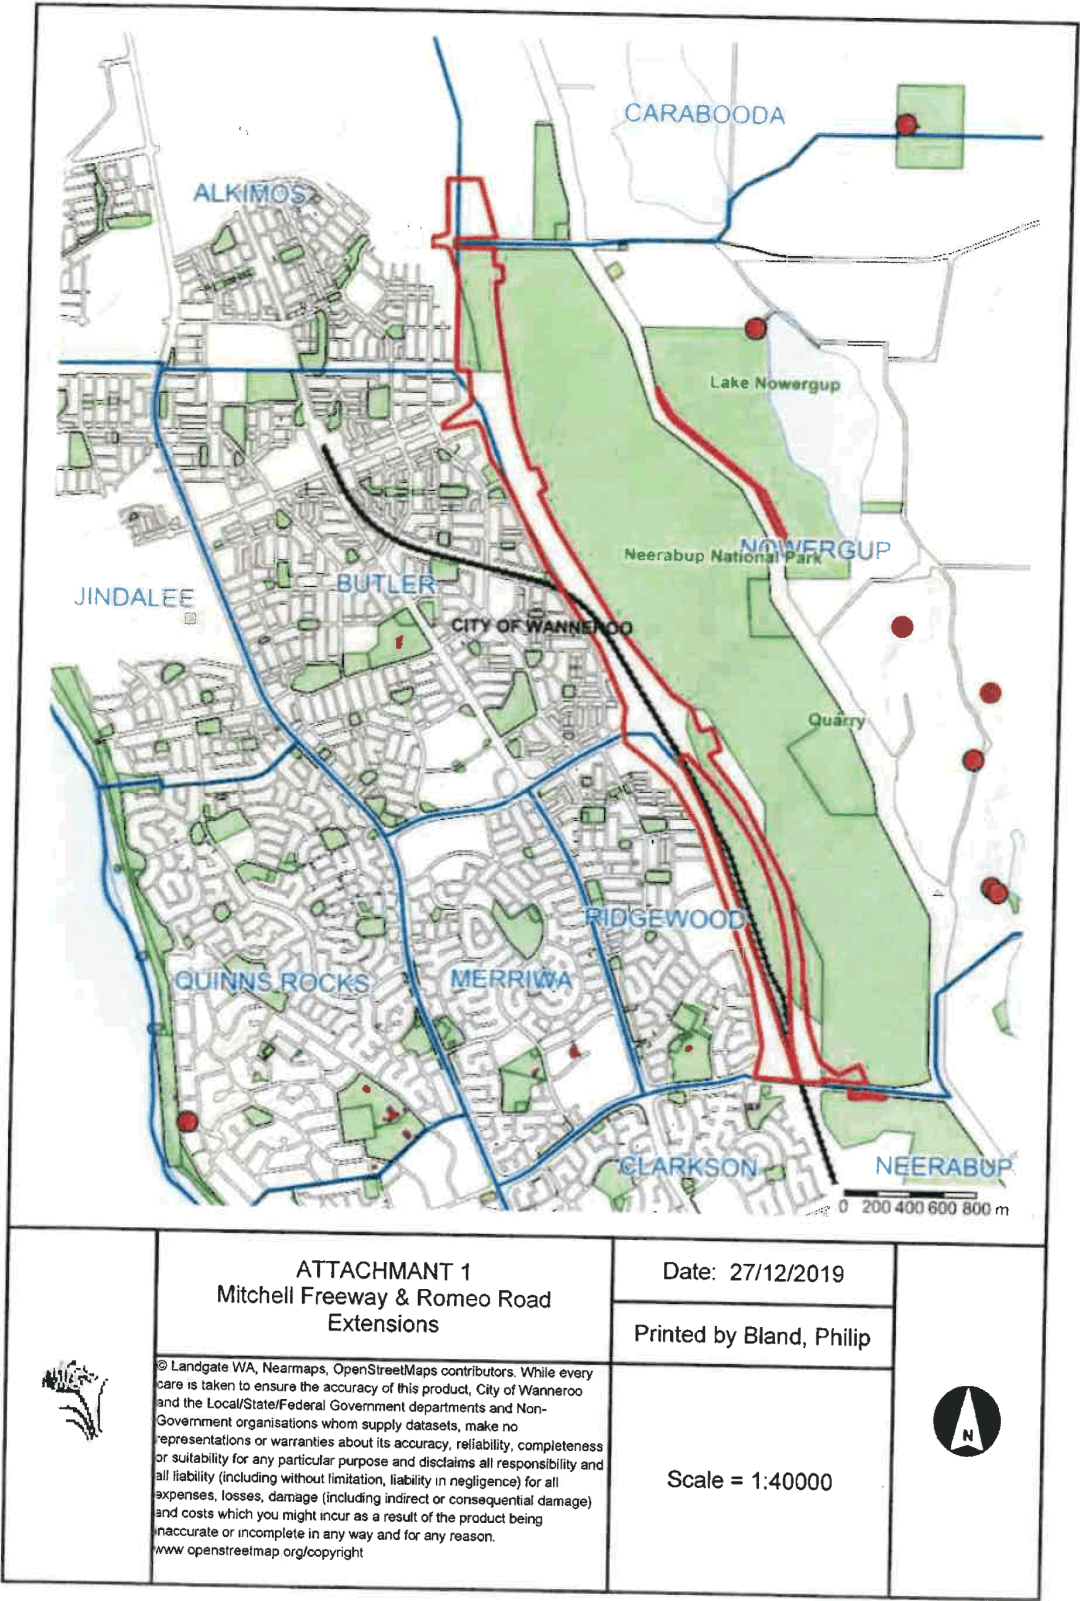 CARABOODA
ALKIMOS
Lake Nowergup
NOWERGUP
Neerabup National Park
JINDALEE
BUTLER
CITY OF WANNEROO
Quarry
RIDGEWOOD
QUINNS ROCKS
MERRIWA
CLARKSON
NEERABUP
0 200 400 600 800 m
ATTACHMANT 1
Mitchell Freeway & Romeo Road
Extensions
Date: 27/12/2019
Printed by Bland, Philip
© Landgate WA, Nearmaps, OpenStreetMaps contributors. While every
care is taken to ensure the accuracy of this product, City of Wanneroo
and the Local/State/Federal Government departments and Non-
Government organisations whom supply datasets, make no
representations or warranties about its accuracy, reliability, completeness
or suitability for any particular purpose and disclaims all responsibility and
all liability (including without limitation, liability in negligence) for all
expenses, losses, damage (including indirect or consequential damage)
and costs which you might incur as a result of the product being
inaccurate or incomplete in any way and for any reason.
www openstreetmap org/copyright
Scale = 1:40000
N